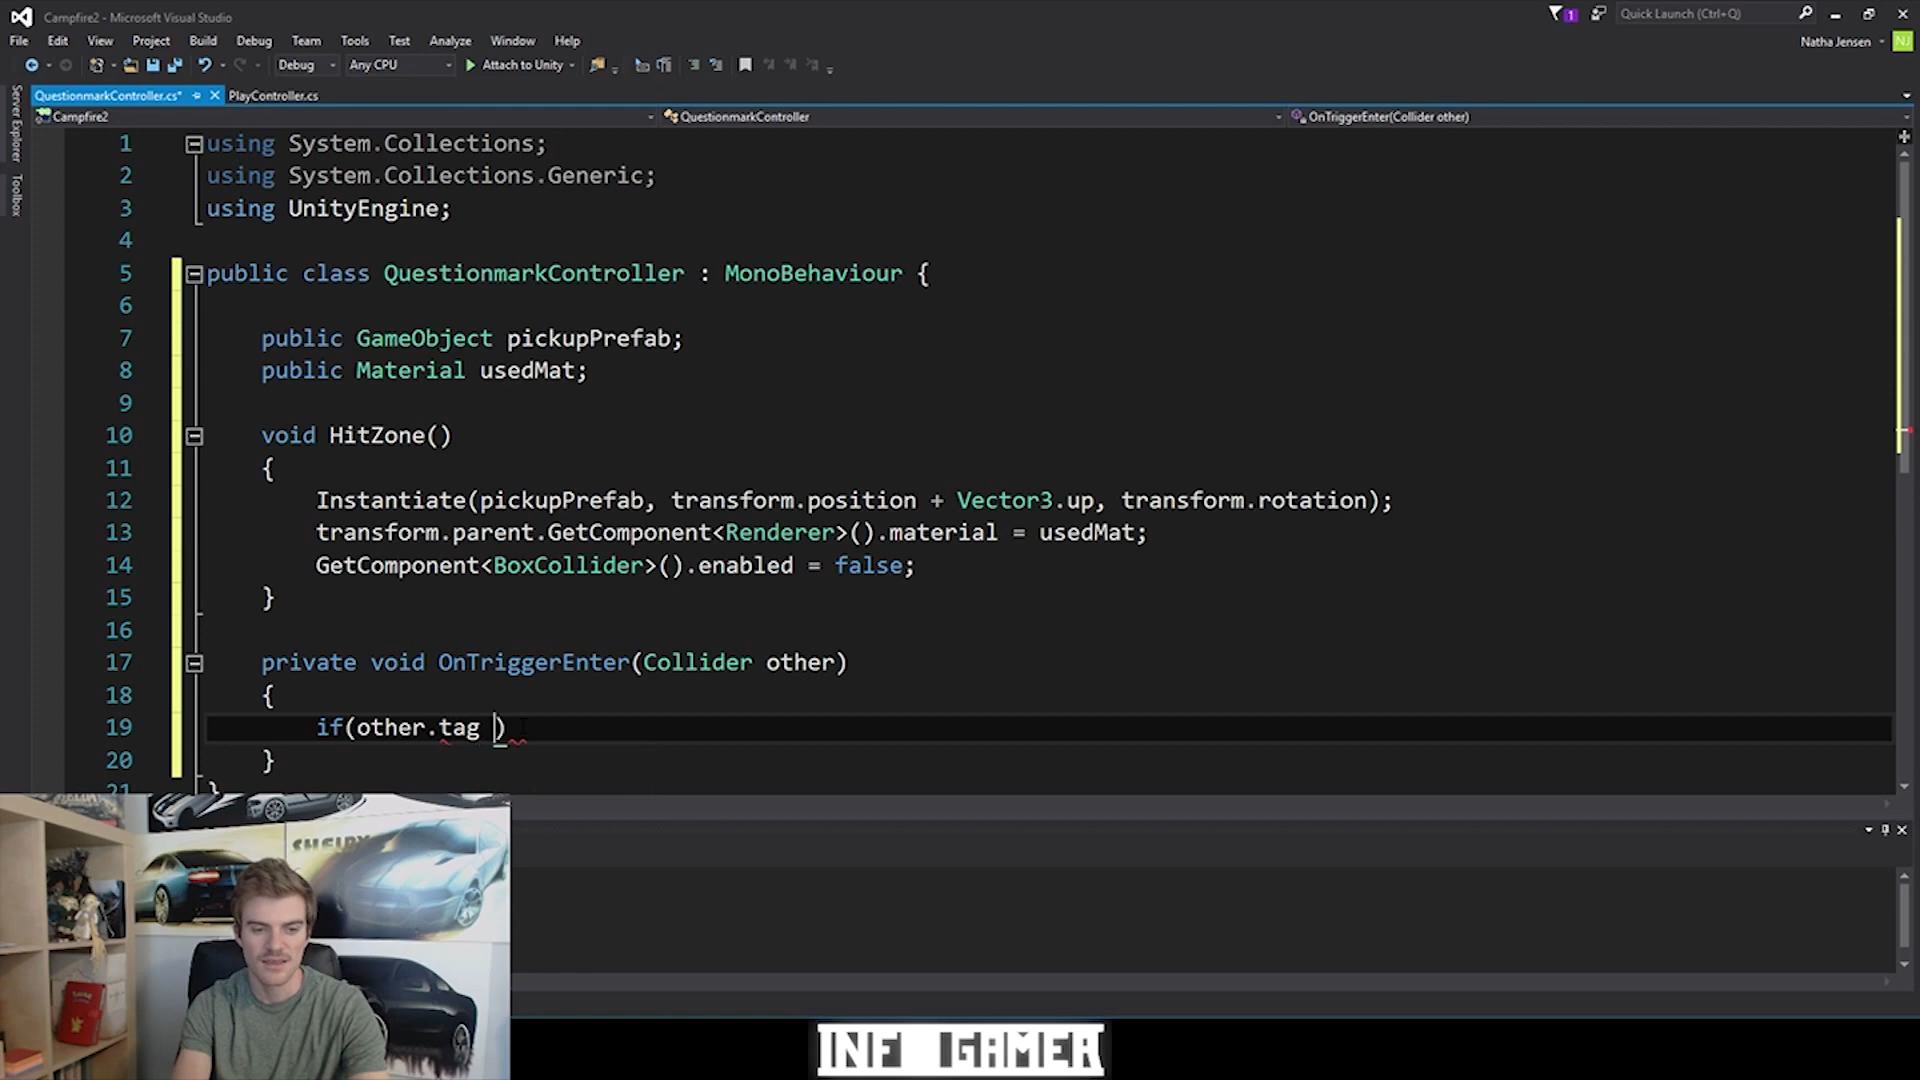 Campfire2 - Microsoft Visual Studio
1
Quick Launch (Ctrl+Q)
File Edit View Project Build Debug Team Tools Test Analyze Window Help
Natha Jensen
NJ
Debug Any CPU Attach to Unity
QuestionmarkController.cs* PlayController.cs
Campfire2 QuestionmarkController OnTriggerEnter(Collider other)
Server Explorer
Toolbox
1 using System.Collections;
2 using System.Collections.Generic;
3 using UnityEngine;
4
5 public class QuestionmarkController : MonoBehaviour {
6
7 public GameObject pickupPrefab;
8 public Material usedMat;
9
10 void HitZone()
11 {
12 Instantiate(pickupPrefab, transform.position + Vector3.up, transform.rotation);
13 transform.parent.GetComponent<Renderer>().material = usedMat;
14 GetComponent<BoxCollider>().enabled = false;
15 }
16
17 private void OnTriggerEnter(Collider other)
18 {
19 if(other.tag )
20 }
21 }
SHELBY
INF GAMER